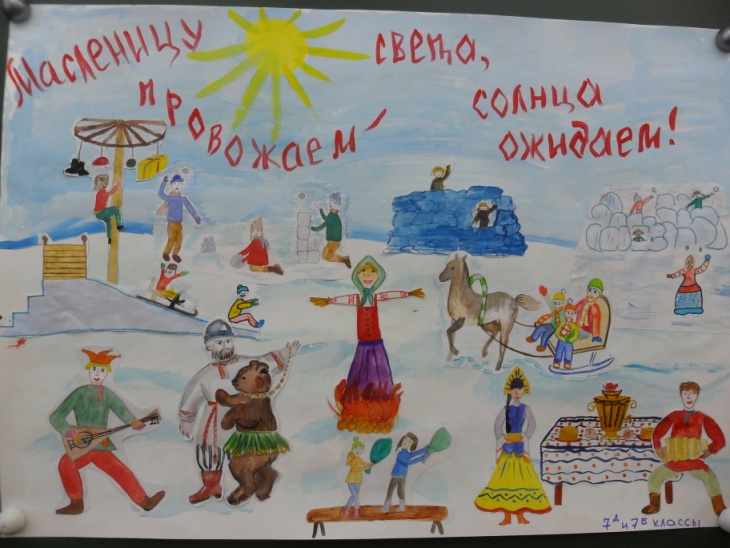 Масленицу
провожаем -
света,
солнца
ожидаем!
7А и 7Б классы